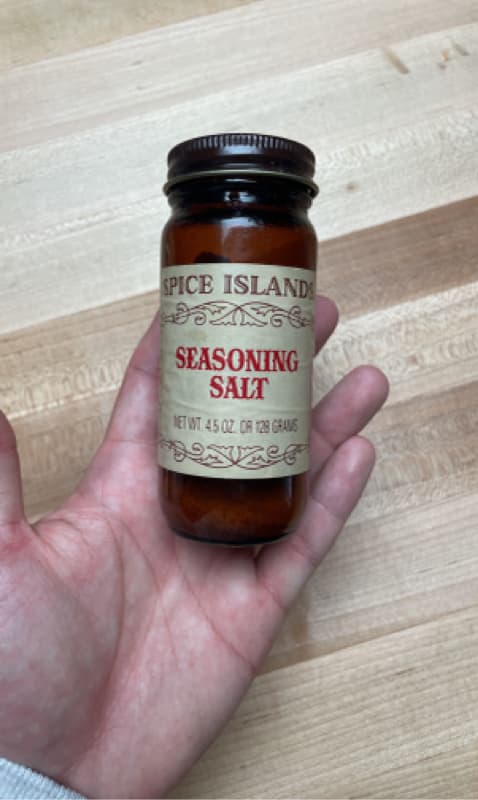 SPICE ISLANDS
SEASONING
SALT
NET WT. 4.5 OZ. OR 128 GRAMS